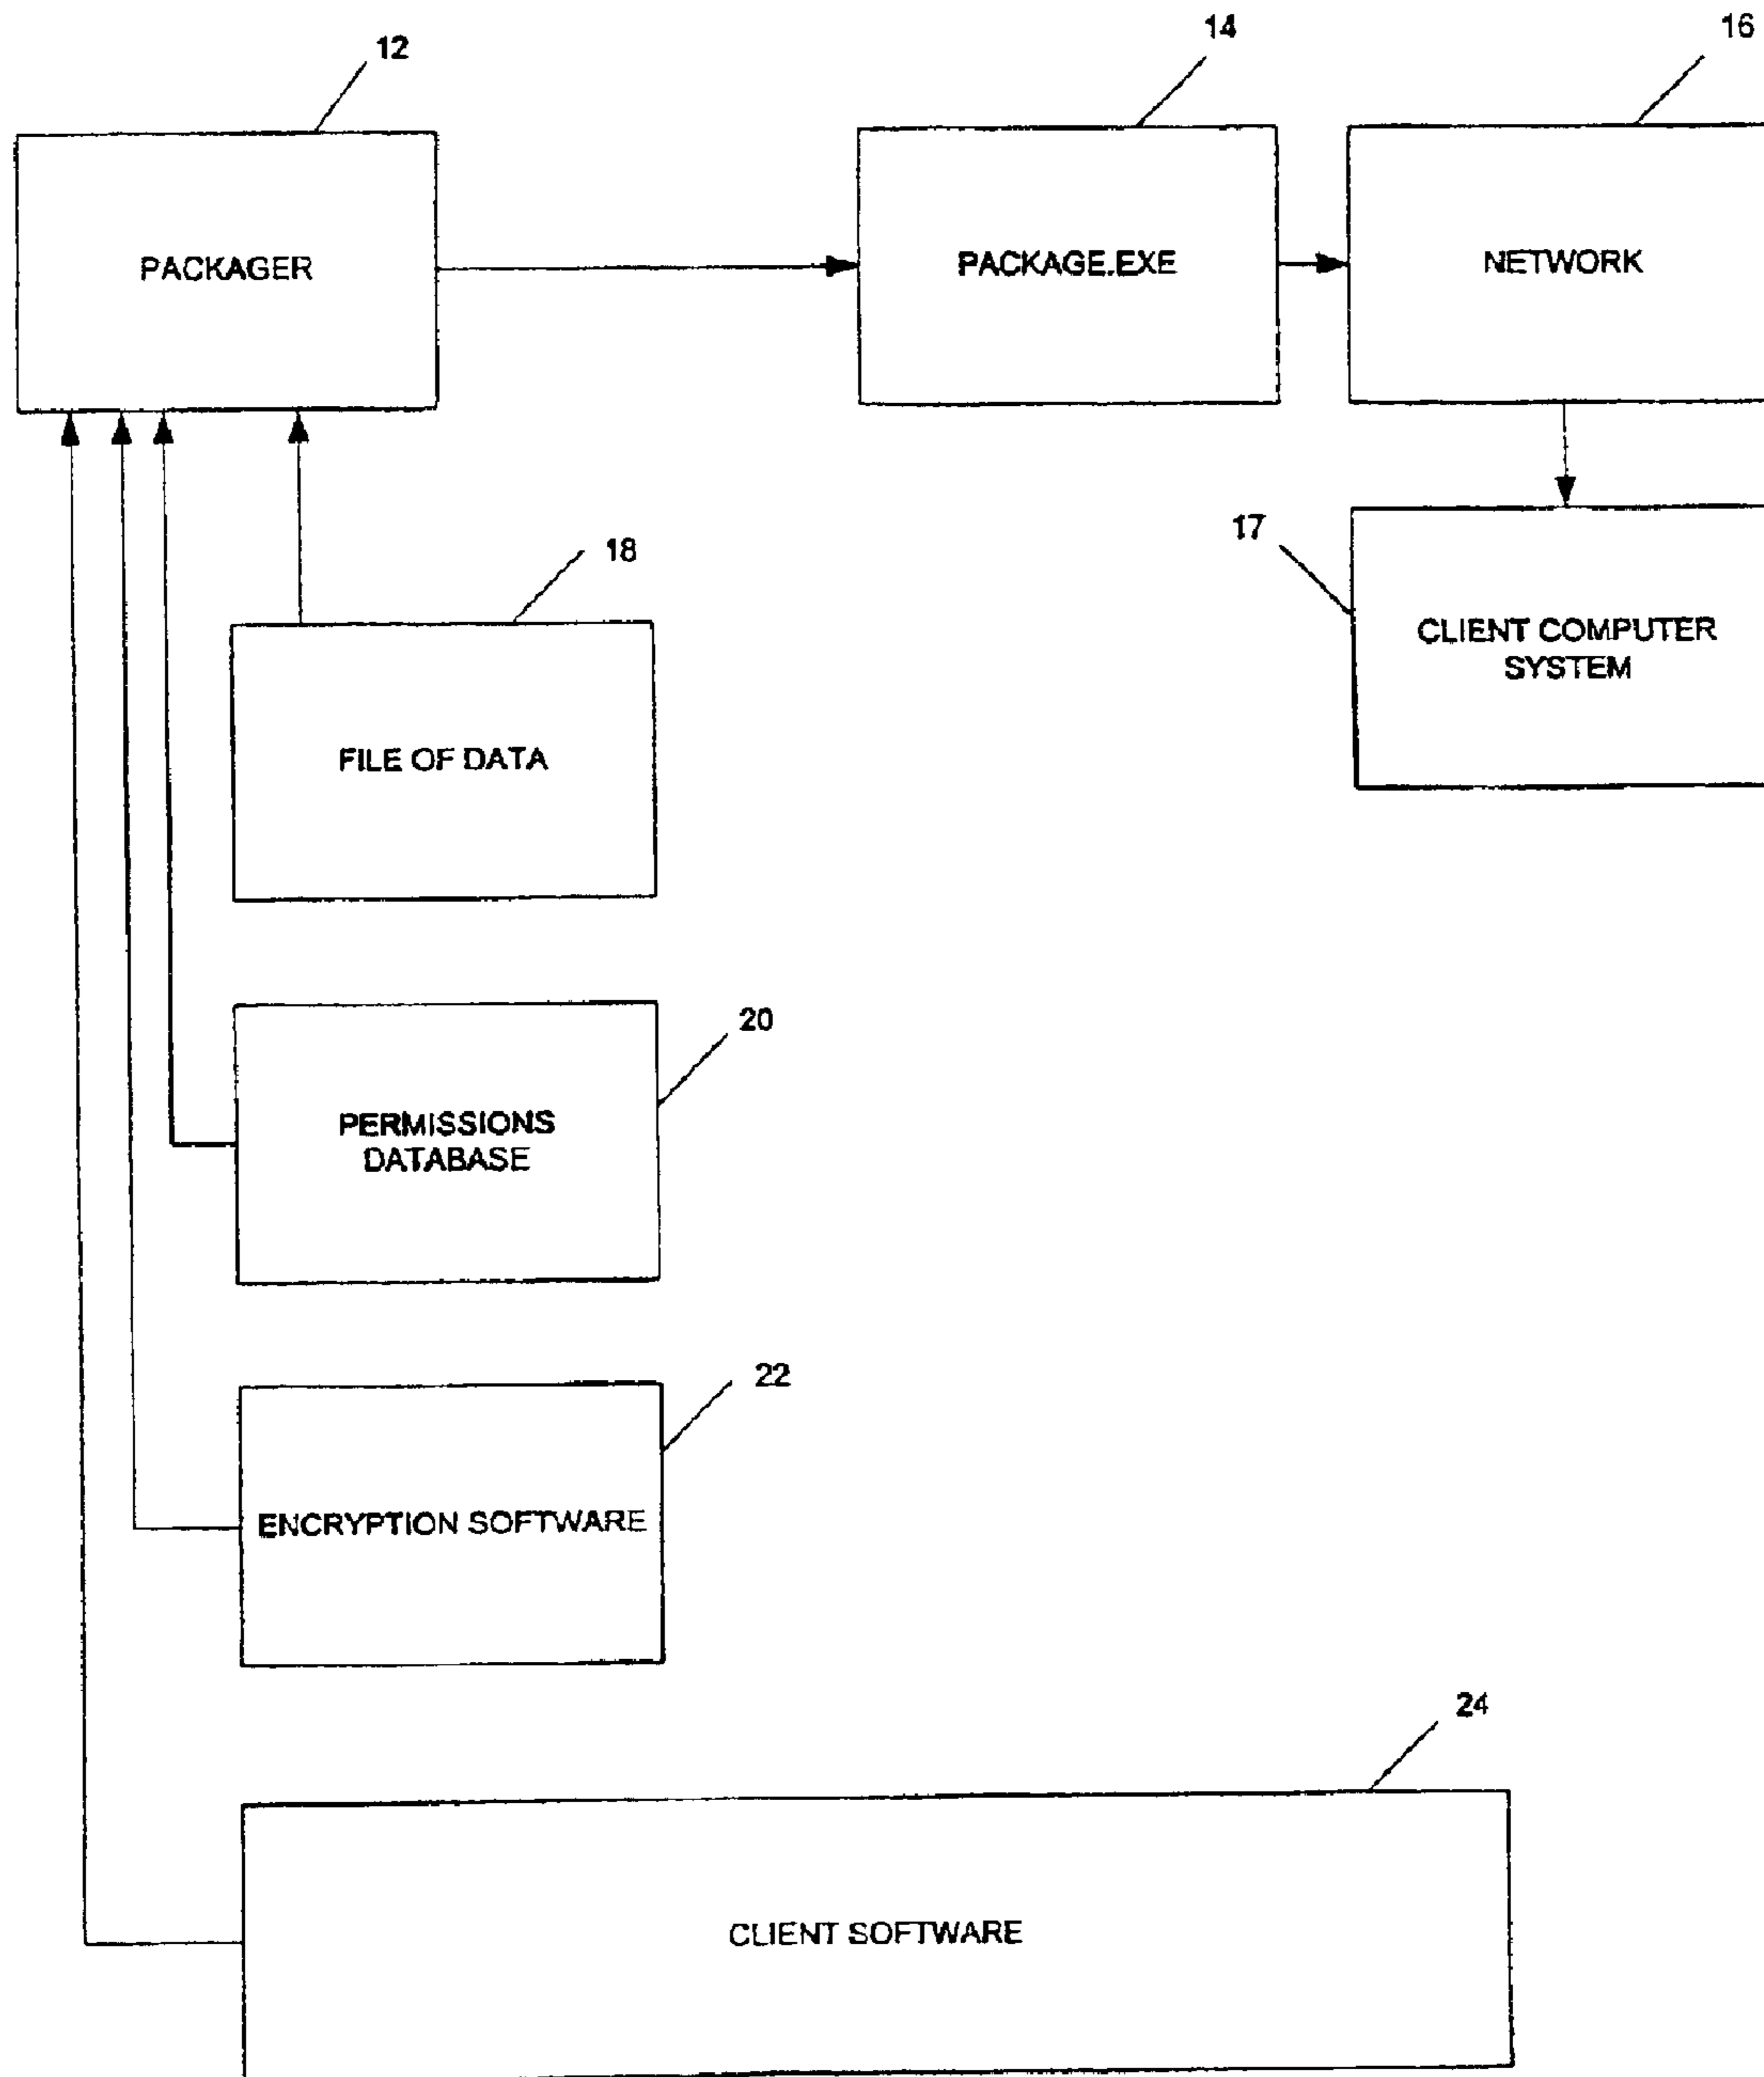 12
14
16
PACKAGER
PACKAGE.EXE
NETWORK
18
17
CLIENT COMPUTER
SYSTEM
FILE OF DATA
20
PERMISSIONS
DATABASE
22
ENCRYPTION SOFTWARE
24
CLIENT SOFTWARE